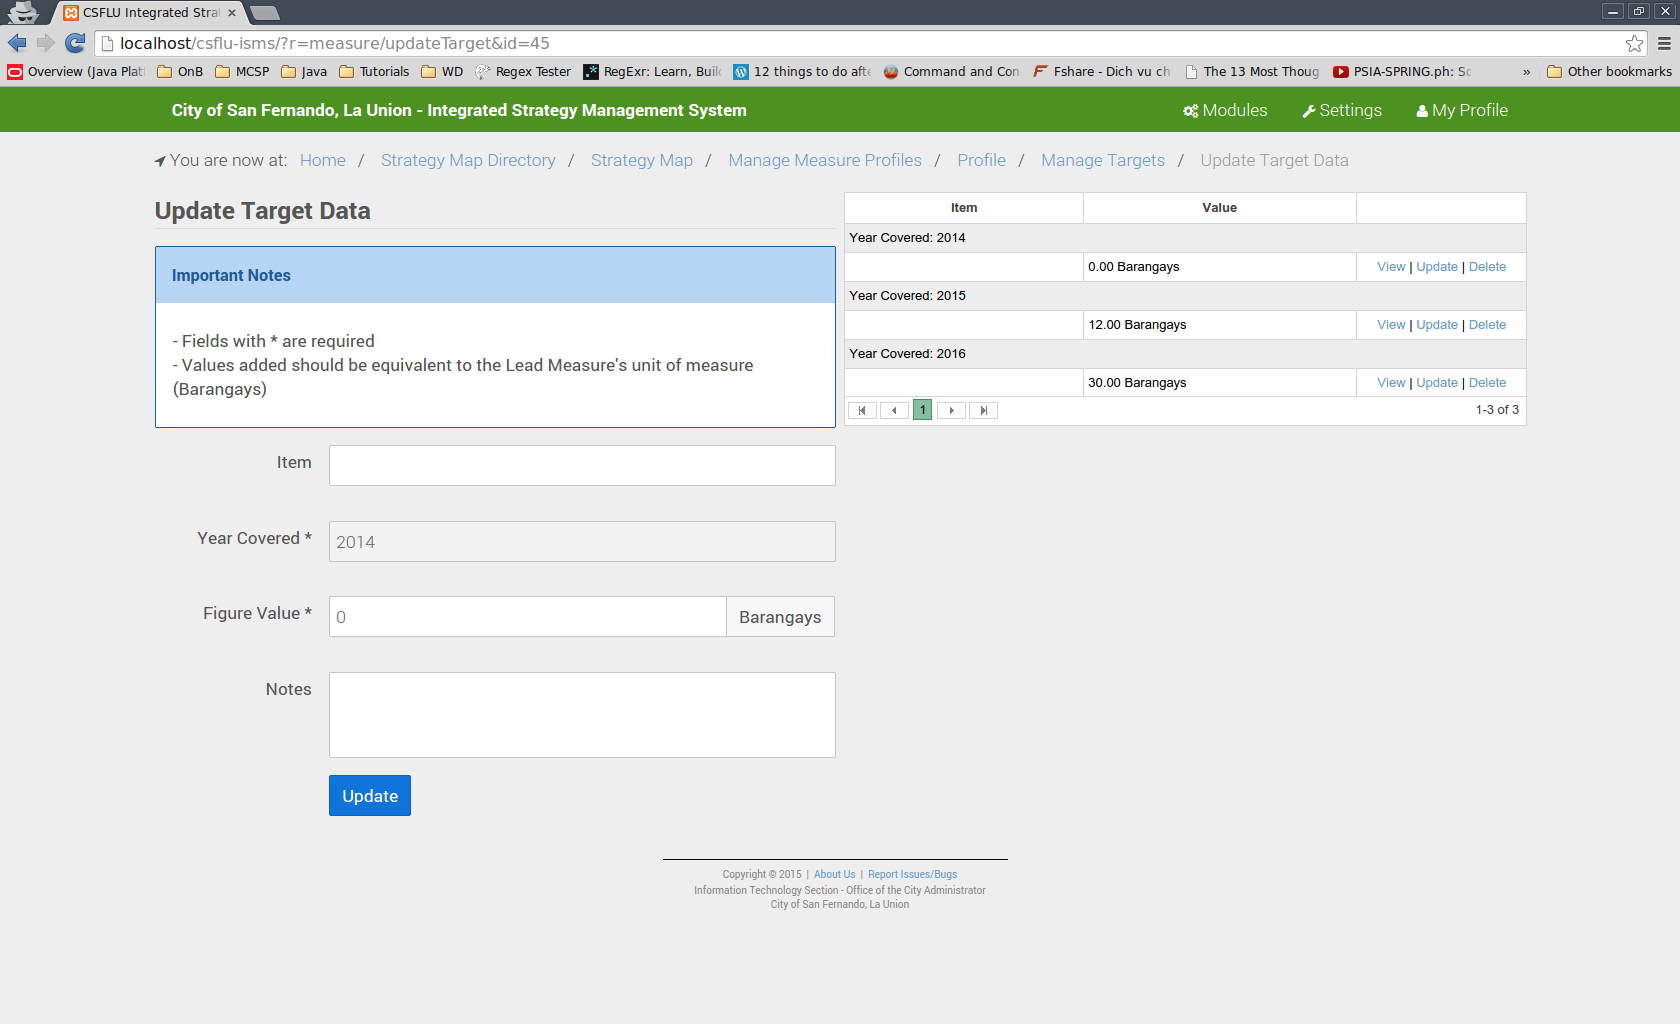 CSFLU Integrated Stra
localhost/csflu-isms/?r=measure/updateTarget&id=45
Overview (Java Plat OnB MCSP Java Tutorials WD Regex Tester RegExr: Learn, Buil 12 things to do afte Command and Con Fshare - Dich vu ch The 13 Most Thoug PSIA-SPRING.ph: Sc » Other bookmarks
City of San Fernando, La Union - Integrated Strategy Management System Modules Settings My Profile
You are now at: Home / Strategy Map Directory / Strategy Map / Manage Measure Profiles / Profile / Manage Targets / Update Target Data
Update Target Data
Important Notes
- Fields with * are required
- Values added should be equivalent to the Lead Measure's unit of measure
(Barangays)
Item
Year Covered * 2014
Figure Value * 0 Barangays
Notes
Update
Item Value
Year Covered: 2014
0.00 Barangays View | Update | Delete
Year Covered: 2015
12.00 Barangays View | Update | Delete
Year Covered: 2016
30.00 Barangays View | Update | Delete
1 1-3 of 3
Copyright © 2015 | About Us | Report Issues/Bugs
Information Technology Section - Office of the City Administrator
City of San Fernando, La Union